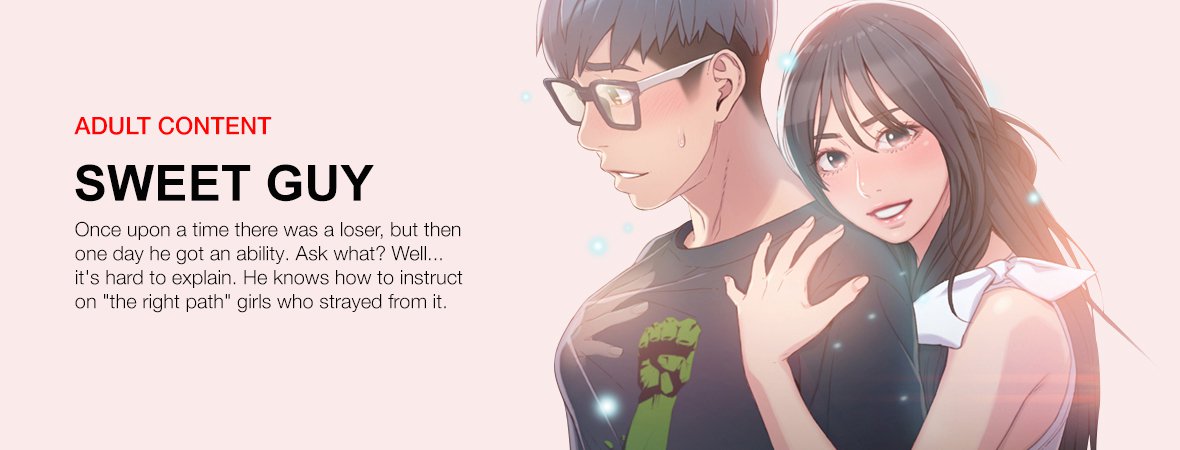 ADULT CONTENT
SWEET GUY
Once upon a time there was a loser, but then
one day he got an ability. Ask what? Well...
it's hard to explain. He knows how to instruct
on "the right path" girls who strayed from it.